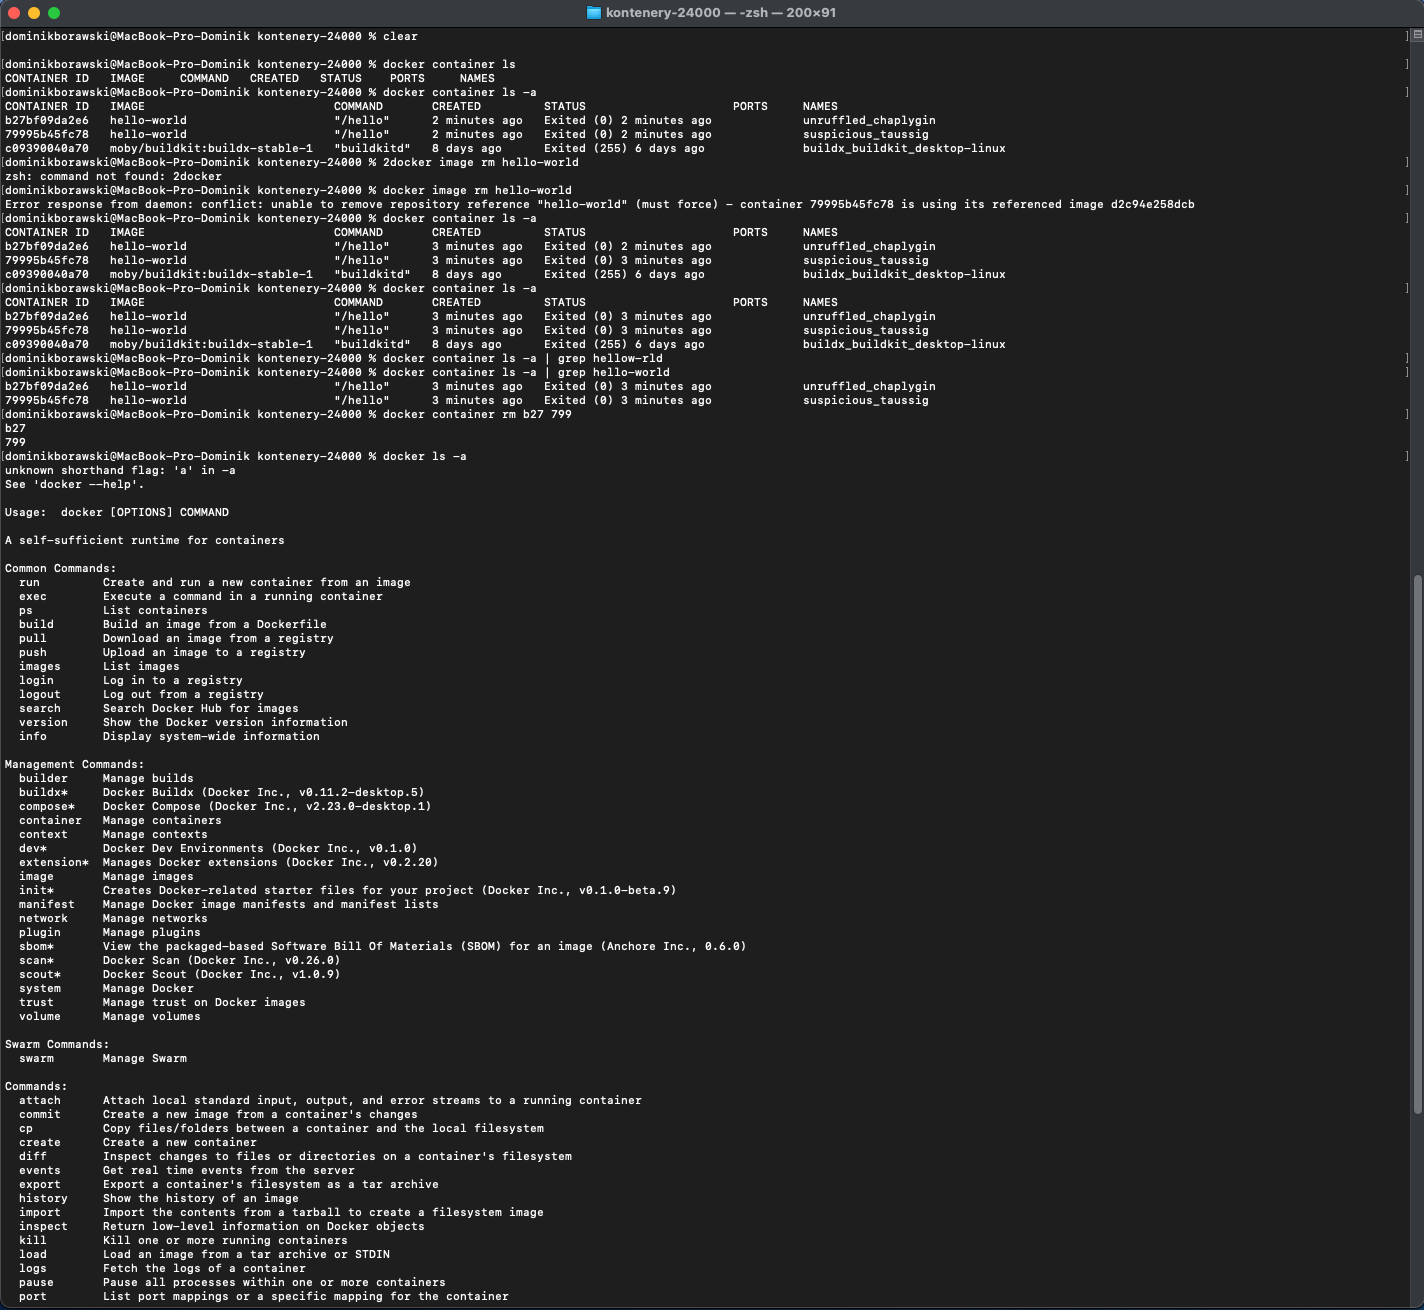 kontenery-24000 — -zsh — 200×91
[dominikborawski@MacBook-Pro-Dominik kontenery-24000 % clear ]
[dominikborawski@MacBook-Pro-Dominik kontenery-24000 % docker container ls ]
CONTAINER ID   IMAGE     COMMAND   CREATED   STATUS    PORTS     NAMES
[dominikborawski@MacBook-Pro-Dominik kontenery-24000 % docker container ls -a ]
CONTAINER ID   IMAGE                           COMMAND       CREATED         STATUS                     PORTS     NAMES
b27bf09da2e6   hello-world                     "/hello"      2 minutes ago   Exited (0) 2 minutes ago             unruffled_chaplygin
79995b45fc78   hello-world                     "/hello"      2 minutes ago   Exited (0) 2 minutes ago             suspicious_taussig
c09390040a70   moby/buildkit:buildx-stable-1   "buildkitd"   8 days ago      Exited (255) 6 days ago              buildx_buildkit_desktop-linux
[dominikborawski@MacBook-Pro-Dominik kontenery-24000 % 2docker image rm hello-world ]
zsh: command not found: 2docker
[dominikborawski@MacBook-Pro-Dominik kontenery-24000 % docker image rm hello-world ]
Error response from daemon: conflict: unable to remove repository reference "hello-world" (must force) - container 79995b45fc78 is using its referenced image d2c94e258dcb
[dominikborawski@MacBook-Pro-Dominik kontenery-24000 % docker container ls -a ]
CONTAINER ID   IMAGE                           COMMAND       CREATED         STATUS                     PORTS     NAMES
b27bf09da2e6   hello-world                     "/hello"      3 minutes ago   Exited (0) 2 minutes ago             unruffled_chaplygin
79995b45fc78   hello-world                     "/hello"      3 minutes ago   Exited (0) 3 minutes ago             suspicious_taussig
c09390040a70   moby/buildkit:buildx-stable-1   "buildkitd"   8 days ago      Exited (255) 6 days ago              buildx_buildkit_desktop-linux
[dominikborawski@MacBook-Pro-Dominik kontenery-24000 % docker container ls -a ]
CONTAINER ID   IMAGE                           COMMAND       CREATED         STATUS                     PORTS     NAMES
b27bf09da2e6   hello-world                     "/hello"      3 minutes ago   Exited (0) 3 minutes ago             unruffled_chaplygin
79995b45fc78   hello-world                     "/hello"      3 minutes ago   Exited (0) 3 minutes ago             suspicious_taussig
c09390040a70   moby/buildkit:buildx-stable-1   "buildkitd"   8 days ago      Exited (255) 6 days ago              buildx_buildkit_desktop-linux
[dominikborawski@MacBook-Pro-Dominik kontenery-24000 % docker container ls -a | grep hellow-rld ]
[dominikborawski@MacBook-Pro-Dominik kontenery-24000 % docker container ls -a | grep hello-world ]
b27bf09da2e6   hello-world                     "/hello"      3 minutes ago   Exited (0) 3 minutes ago             unruffled_chaplygin
79995b45fc78   hello-world                     "/hello"      3 minutes ago   Exited (0) 3 minutes ago             suspicious_taussig
[dominikborawski@MacBook-Pro-Dominik kontenery-24000 % docker container rm b27 799 ]
b27
799
[dominikborawski@MacBook-Pro-Dominik kontenery-24000 % docker ls -a ]
unknown shorthand flag: 'a' in -a
See 'docker --help'.
Usage:  docker [OPTIONS] COMMAND
A self-sufficient runtime for containers
Common Commands:
  run         Create and run a new container from an image
  exec        Execute a command in a running container
  ps          List containers
  build       Build an image from a Dockerfile
  pull        Download an image from a registry
  push        Upload an image to a registry
  images      List images
  login       Log in to a registry
  logout      Log out from a registry
  search      Search Docker Hub for images
  version     Show the Docker version information
  info        Display system-wide information
Management Commands:
  builder     Manage builds
  buildx*     Docker Buildx (Docker Inc., v0.11.2-desktop.5)
  compose*    Docker Compose (Docker Inc., v2.23.0-desktop.1)
  container   Manage containers
  context     Manage contexts
  dev*        Docker Dev Environments (Docker Inc., v0.1.0)
  extension*  Manages Docker extensions (Docker Inc., v0.2.20)
  image       Manage images
  init*       Creates Docker-related starter files for your project (Docker Inc., v0.1.0-beta.9)
  manifest    Manage Docker image manifests and manifest lists
  network     Manage networks
  plugin      Manage plugins
  sbom*       View the packaged-based Software Bill Of Materials (SBOM) for an image (Anchore Inc., 0.6.0)
  scan*       Docker Scan (Docker Inc., v0.26.0)
  scout*      Docker Scout (Docker Inc., v1.0.9)
  system      Manage Docker
  trust       Manage trust on Docker images
  volume      Manage volumes
Swarm Commands:
  swarm       Manage Swarm
Commands:
  attach      Attach local standard input, output, and error streams to a running container
  commit      Create a new image from a container's changes
  cp          Copy files/folders between a container and the local filesystem
  create      Create a new container
  diff        Inspect changes to files or directories on a container's filesystem
  events      Get real time events from the server
  export      Export a container's filesystem as a tar archive
  history     Show the history of an image
  import      Import the contents from a tarball to create a filesystem image
  inspect     Return low-level information on Docker objects
  kill        Kill one or more running containers
  load        Load an image from a tar archive or STDIN
  logs        Fetch the logs of a container
  pause       Pause all processes within one or more containers
  port        List port mappings or a specific mapping for the container